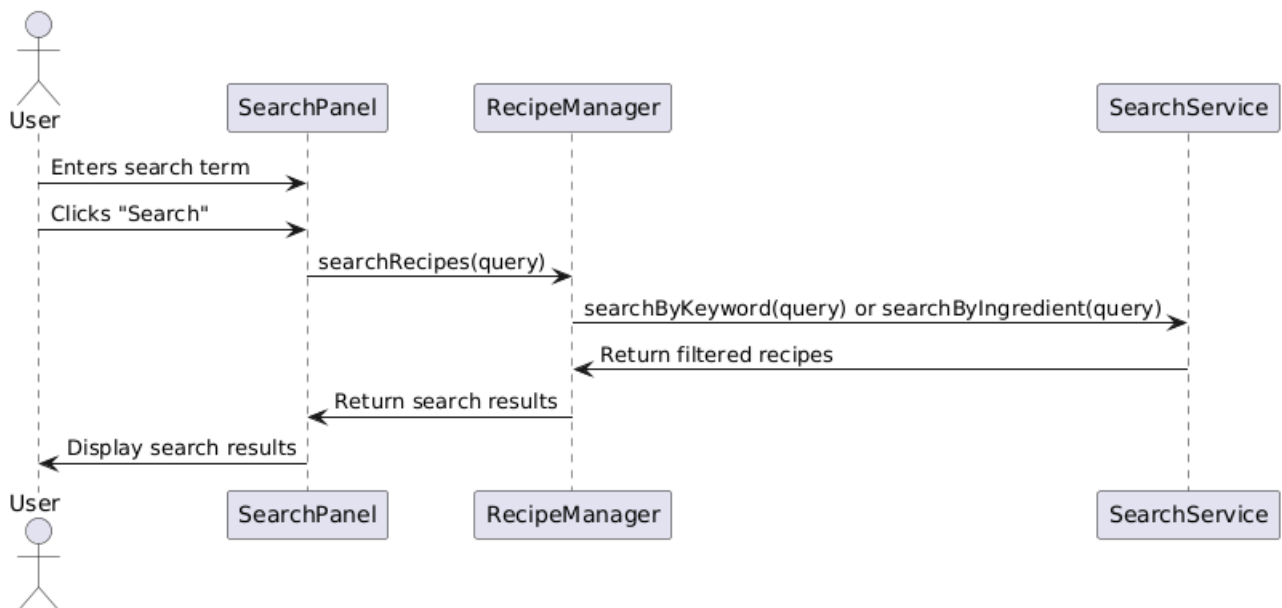 User
SearchPanel
RecipeManager
SearchService
Enters search term
Clicks "Search"
searchRecipes(query)
searchByKeyword(query) or searchByIngredient(query)
Return filtered recipes
Return search results
Display search results
User
SearchPanel
RecipeManager
SearchService